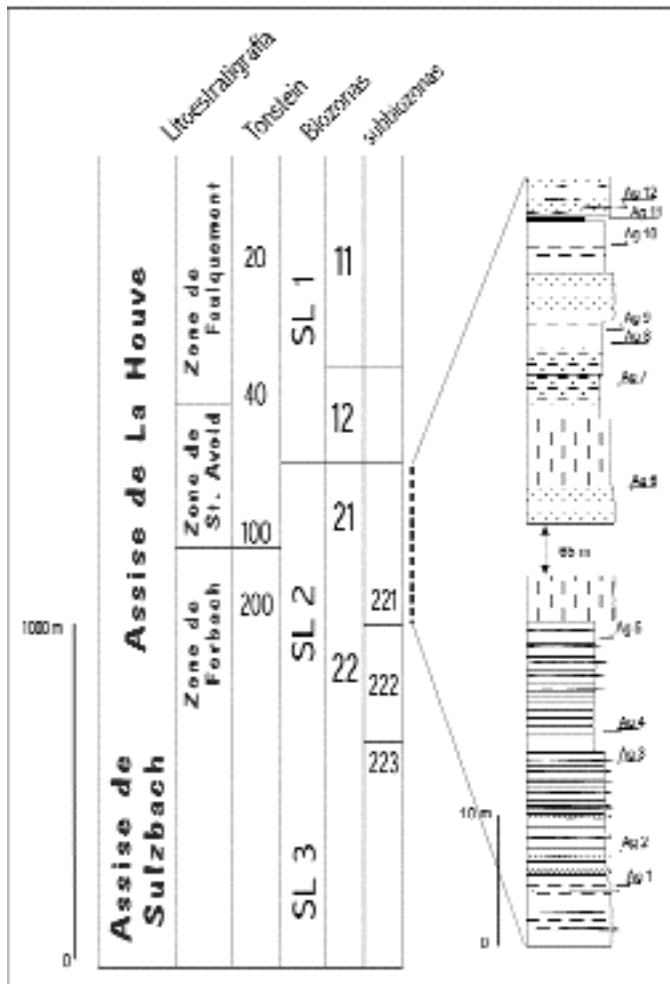 Litoestratigrafía
Tonstein
Biozonas
subbiozonas
Assise de La Houve
Assise de
Sulzbach
Zone de
Faulquement
Zone de
St. Avold
Zone de
Forbach
20
40
100
200
SL 1
SL 2
SL 3
11
12
21
22
221
222
223
1000 m
0
Ag 12
Ag 11
Ag 10
Ag 9
Ag 8
Ag 7
Ag 6
65 m
Ag 5
Ag 4
Ag 3
Ag 2
Ag 1
10 m
0